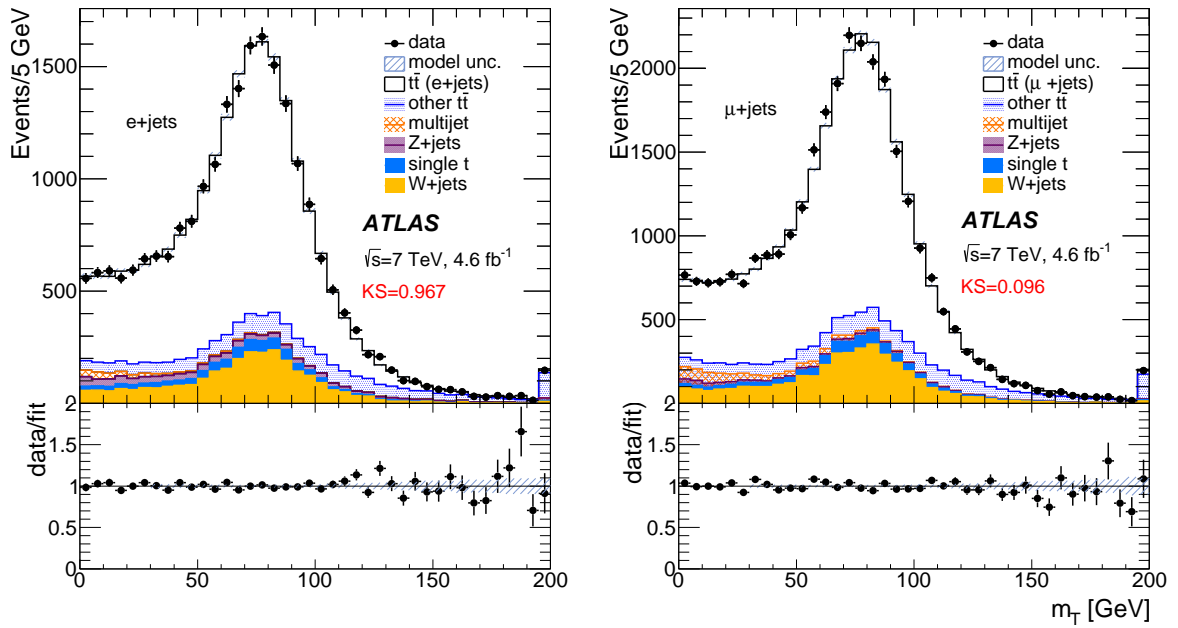 Events/5 GeV
1500
1000
500
2
data
model unc.
tt̄ (e+jets)
other tt̄
multijet
Z+jets
single t
W+jets
e+jets
ATLAS
√s=7 TeV, 4.6 fb⁻¹
KS=0.967
data/fit
2
1.5
1
0.5
0
0 50 100 150 200
Events/5 GeV
2000
1500
1000
500
data
model unc.
tt̄ (μ +jets)
other tt̄
multijet
Z+jets
single t
W+jets
μ+jets
ATLAS
√s=7 TeV, 4.6 fb⁻¹
KS=0.096
data/fit)
2
1.5
1
0.5
0
0 50 100 150 200
m_T [GeV]